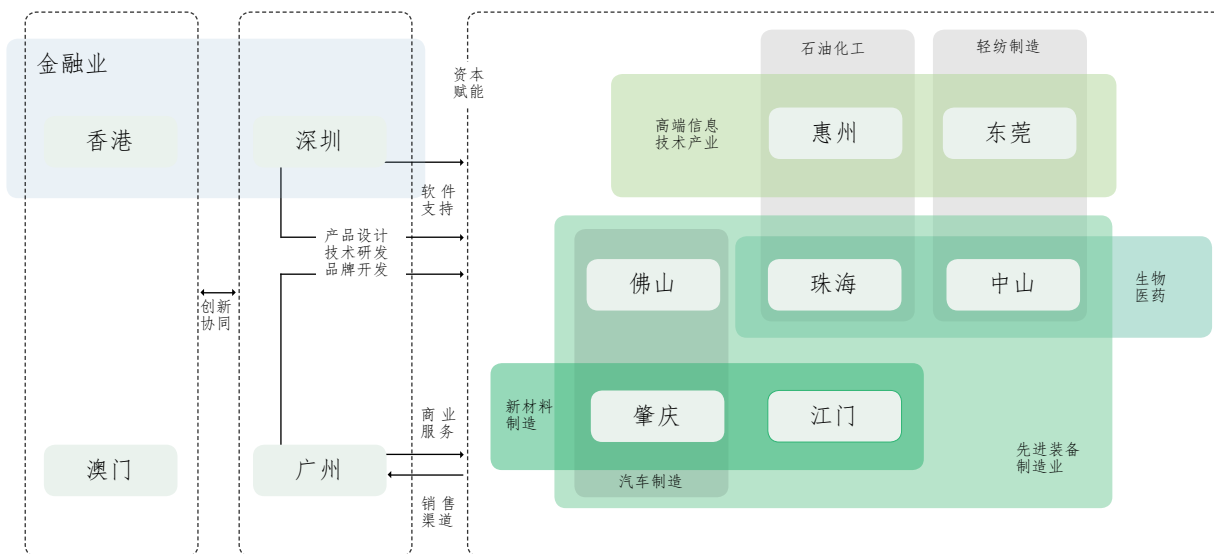 金融业
香港
深圳
澳门
广州
创新
协同
资本
赋能
软件
支持
产品设计
技术研发
品牌开发
商业
服务
销售
渠道
石油化工
轻纺制造
高端信息
技术产业
惠州
东莞
佛山
珠海
中山
生物
医药
新材料
制造
肇庆
江门
先进装备
制造业
汽车制造